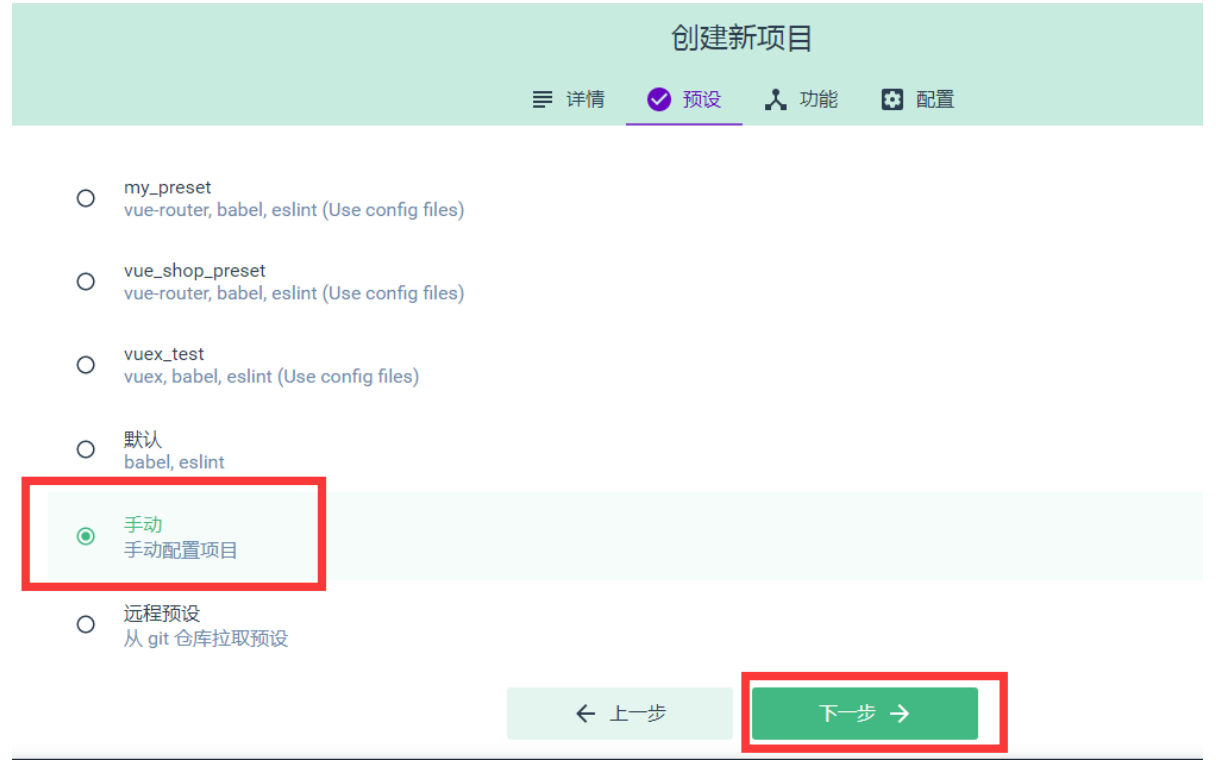 创建新项目
详情 预设 功能 配置
my_preset
vue-router, babel, eslint (Use config files)
vue_shop_preset
vue-router, babel, eslint (Use config files)
vuex_test
vuex, babel, eslint (Use config files)
默认
babel, eslint
手动
手动配置项目
远程预设
从 git 仓库拉取预设
← 上一步 下一步 →